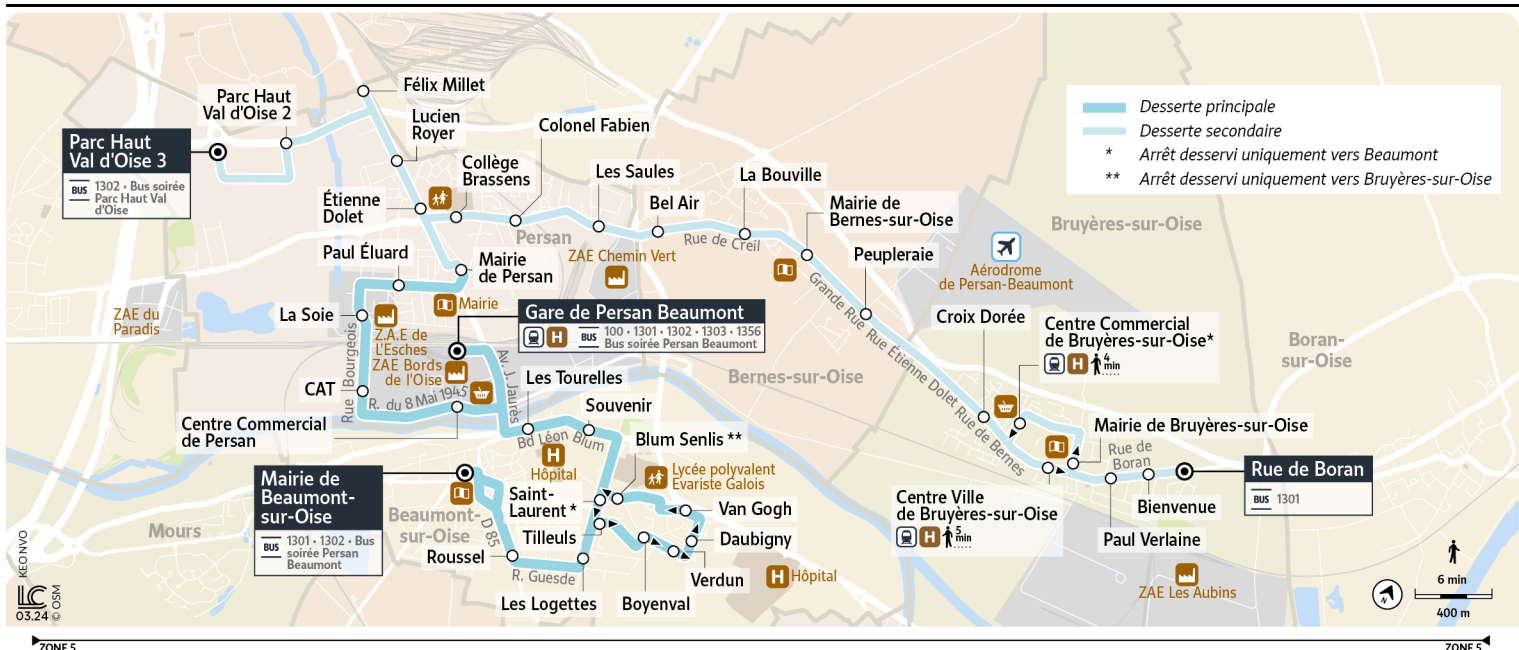 Félix Millet
Parc Haut
Val d'Oise 2
Parc Haut
Val d'Oise 3
BUS
1302 • Bus soirée
Parc Haut Val
d'Oise
Lucien
Royer
Colonel Fabien
Collège
Brassens
Les Saules
La Bouville
Étienne
Dolet
Bel Air
Mairie de
Bernes-sur-Oise
Persan
Rue de Creil
Desserte principale
Desserte secondaire
* Arrêt desservi uniquement vers Beaumont
** Arrêt desservi uniquement vers Bruyères-sur-Oise
Bruyères-sur-Oise
Paul Éluard
Mairie
de Persan
ZAE Chemin Vert
Peupleraie
Aérodrome
de Persan-Beaumont
ZAE du
Paradis
La Soie
Mairie
Gare de Persan Beaumont
H
BUS
100 • 1301 • 1302 • 1303 • 1356
Bus soirée Persan Beaumont
Grande Rue
Rue Étienne Dolet
Rue de Bernes
Croix Dorée
Centre Commercial
de Bruyères-sur-Oise*
H
4
min
Boran-
sur-Oise
Z.A.E de
L'Esches
ZAE Bords
de l'Oise
Rue Bourgeois
Av. J. Jaurès
CAT
R. du 8 Mai 1945
Les Tourelles
Bernes-sur-Oise
Centre Commercial
de Persan
Souvenir
Bd Léon Blum
Blum Senlis **
H
Hôpital
Mairie de Bruyères-sur-Oise
Rue de
Boran
Rue de Boran
BUS
1301
Mairie de
Beaumont-
sur-Oise
BUS
1301 • 1302 • Bus
soirée Persan
Beaumont
Lycée polyvalent
Evariste Galois
Saint-
Laurent *
Van Gogh
Centre Ville
de Bruyères-sur-Oise
H
5
min
Bienvenue
Mours
Beaumont-
sur-Oise
D 85
Tilleuls
Daubigny
Paul Verlaine
Roussel
R. Guesde
Verdun
H
Hôpital
Les Logettes
Boyenval
ZAE Les Aubins
6 min
400 m
KEONVO
LC
03.24
© OSM
ZONE 5
ZONE 5